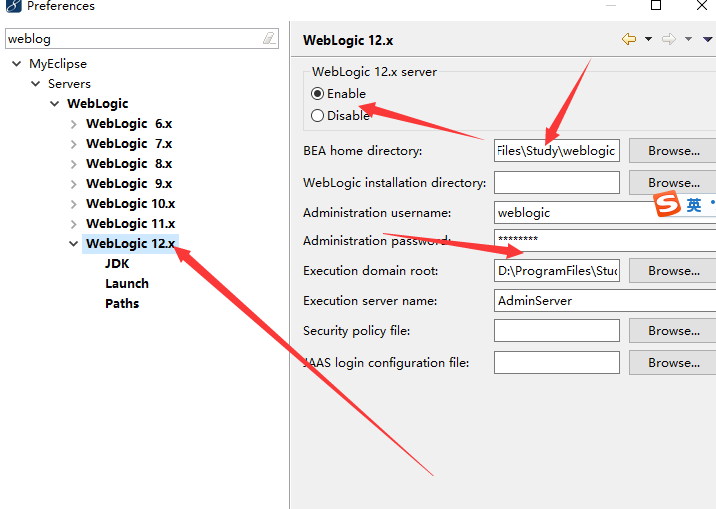 Preferences
weblog
MyEclipse
Servers
WebLogic
WebLogic 6.x
WebLogic 7.x
WebLogic 8.x
WebLogic 9.x
WebLogic 10.x
WebLogic 11.x
WebLogic 12.x
JDK
Launch
Paths
WebLogic 12.x
WebLogic 12.x server
Enable
Disable
BEA home directory: Files\Study\weblogic Browse...
WebLogic installation directory: Browse...
S 英
Administration username: weblogic
Administration password: ********
Execution domain root: D:\ProgramFiles\Stud Browse...
Execution server name: AdminServer
Security policy file: Browse...
JAAS login configuration file: Browse...